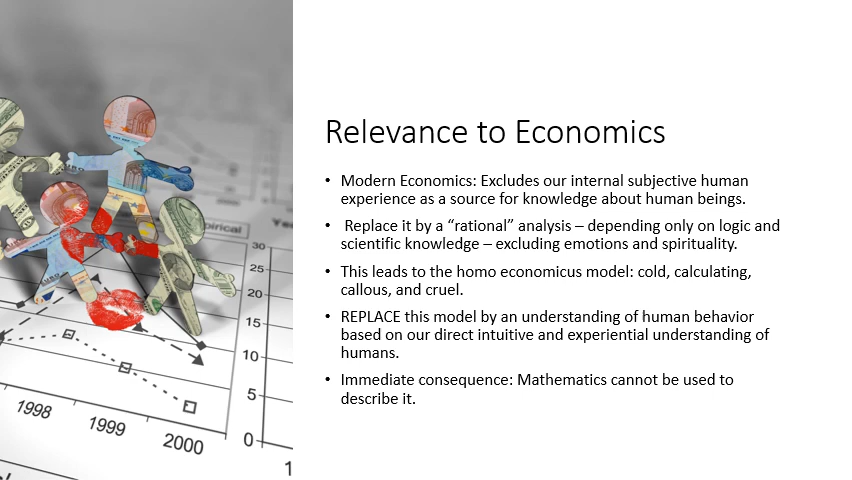 Relevance to Economics
• Modern Economics: Excludes our internal subjective human
experience as a source for knowledge about human beings.
• Replace it by a “rational” analysis – depending only on logic and
scientific knowledge – excluding emotions and spirituality.
• This leads to the homo economicus model: cold, calculating,
callous, and cruel.
• REPLACE this model by an understanding of human behavior
based on our direct intuitive and experiential understanding of
humans.
• Immediate consequence: Mathematics cannot be used to
describe it.
30
25
20
15
10
5
0
1998
1999
2000
1